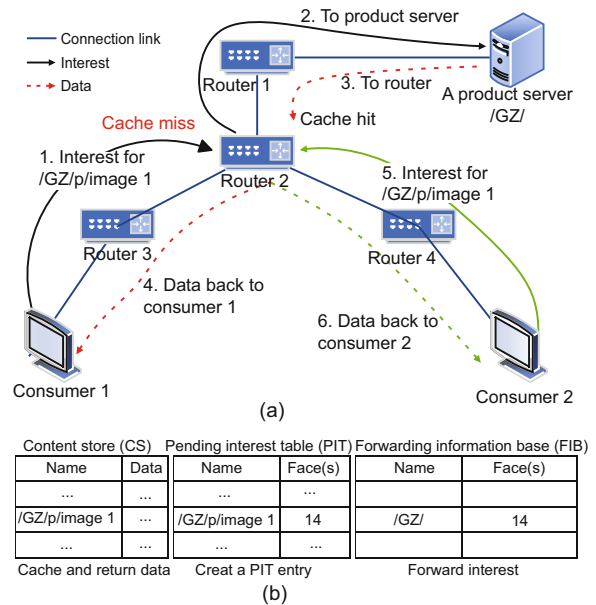 2. To product server
Connection link
Interest
Data
Router 1
3. To router
A product server
/GZ/
Cache miss
Cache hit
1. Interest for
/GZ/p/image 1
Router 2
5. Interest for
/GZ/p/image 1
Router 3
Router 4
4. Data back to
consumer 1
6. Data back to
consumer 2
Consumer 1
Consumer 2
(a)
Content store (CS) Pending interest table (PIT) Forwarding information base (FIB)
Name Data Name Face(s) Name Face(s)
... ... ... ...
/GZ/p/image 1 ... /GZ/p/image 1 14 /GZ/ 14
... ... ... ...
Cache and return data Creat a PIT entry Forward interest
(b)